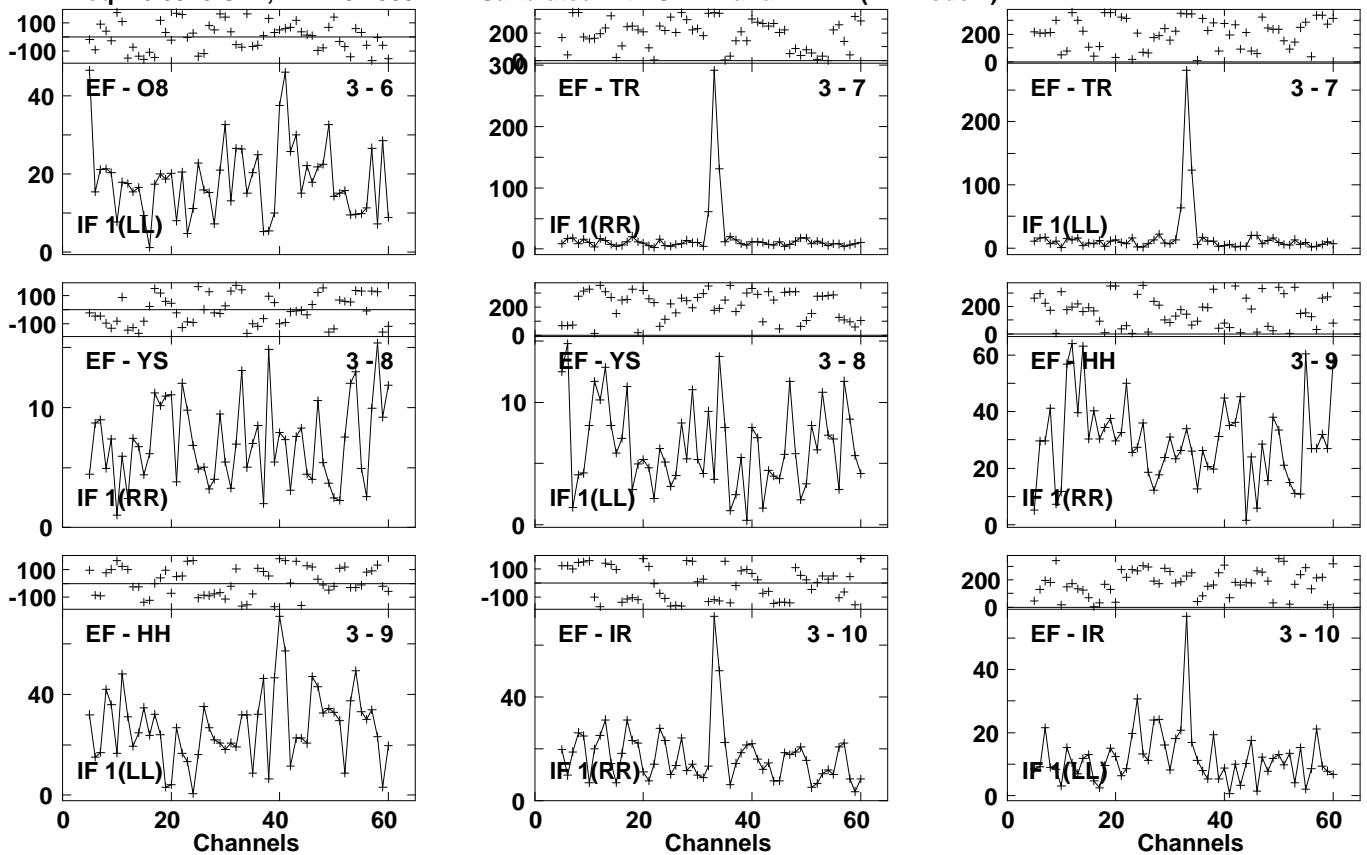 100
-100
200
0
200
0
EF - O8 3 - 6
40
20
0
IF 1(LL)
EF - TR 3 - 7
300
200
100
0
IF 1(RR)
EF - TR 3 - 7
200
100
0
IF 1(LL)
100
-100
200
0
200
0
EF - YS 3 - 8
10
0
IF 1(RR)
EF - YS 3 - 8
10
0
IF 1(LL)
EF - HH 3 - 9
60
40
20
0
IF 1(RR)
100
-100
100
-100
200
0
EF - HH 3 - 9
40
0
IF 1(LL)
EF - IR 3 - 10
40
0
IF 1(RR)
EF - IR 3 - 10
60
40
20
0
IF 1(LL)
0 20 40 60
Channels
0 20 40 60
Channels
0 20 40 60
Channels